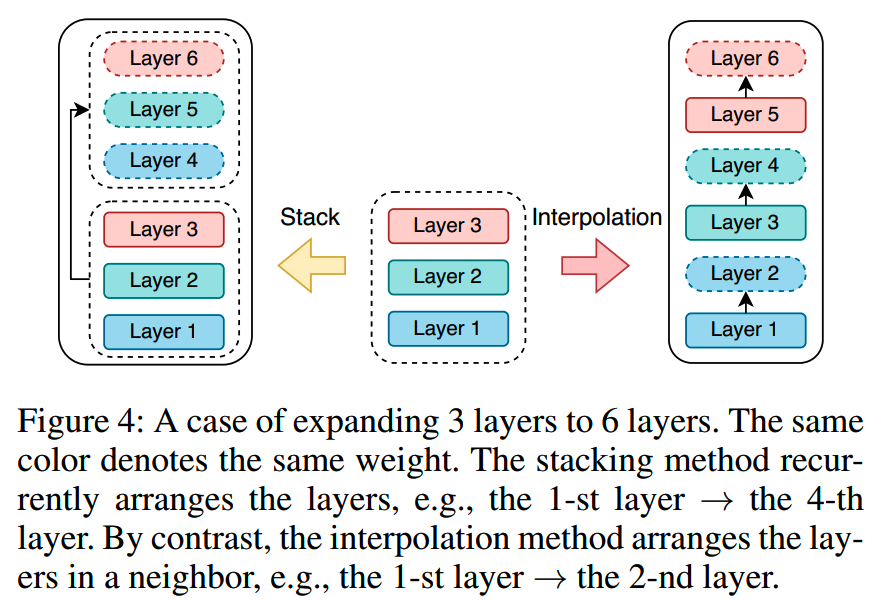 Layer 6
Layer 5
Layer 4
Layer 3
Layer 2
Layer 1
Stack
Layer 3
Layer 2
Layer 1
Interpolation
Layer 6
Layer 5
Layer 4
Layer 3
Layer 2
Layer 1
Figure 4: A case of expanding 3 layers to 6 layers. The same
color denotes the same weight. The stacking method recur-
rently arranges the layers, e.g., the 1-st layer → the 4-th
layer. By contrast, the interpolation method arranges the lay-
ers in a neighbor, e.g., the 1-st layer → the 2-nd layer.